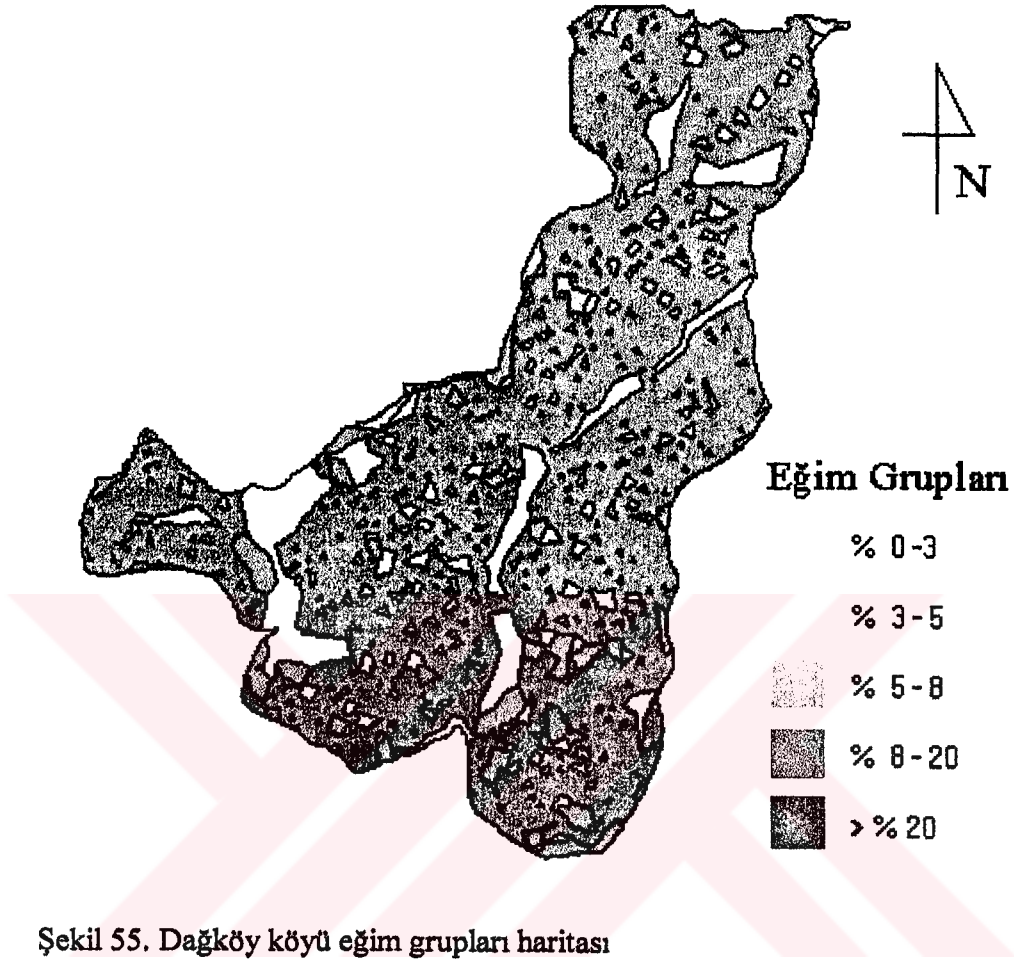 N
Eğim Grupları
% 0-3
% 3-5
% 5-8
% 8-20
> % 20
Şekil 55. Dağköy köyü eğim grupları haritası